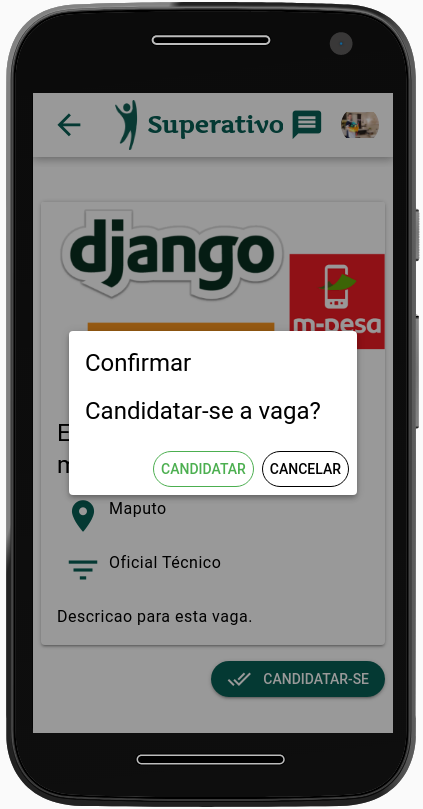 Superativo
django
m-pesa
Confirmar
Candidatar-se a vaga?
CANDIDATAR
CANCELAR
Maputo
Oficial Técnico
Descricao para esta vaga.
CANDIDATAR-SE